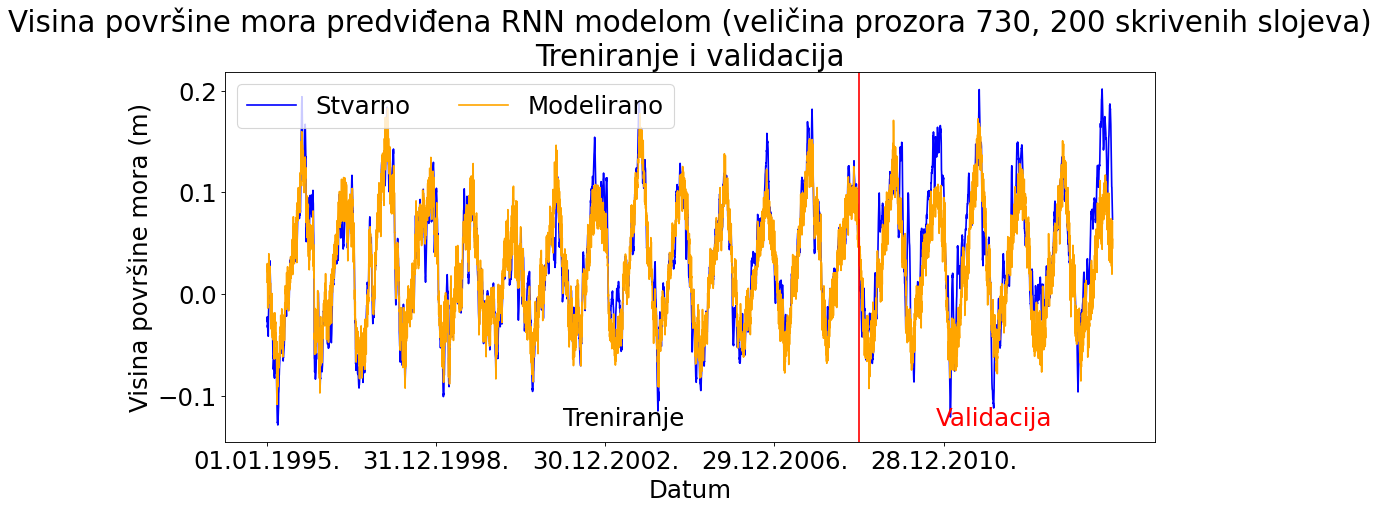 Visina površine mora predviđena RNN modelom (veličina prozora 730, 200 skrivenih slojeva)
Treniranje i validacija
Stvarno Modelirano
Visina površine mora (m)
0.2
0.1
0.0
−0.1
Treniranje Validacija
01.01.1995. 31.12.1998. 30.12.2002. 29.12.2006. 28.12.2010.
Datum